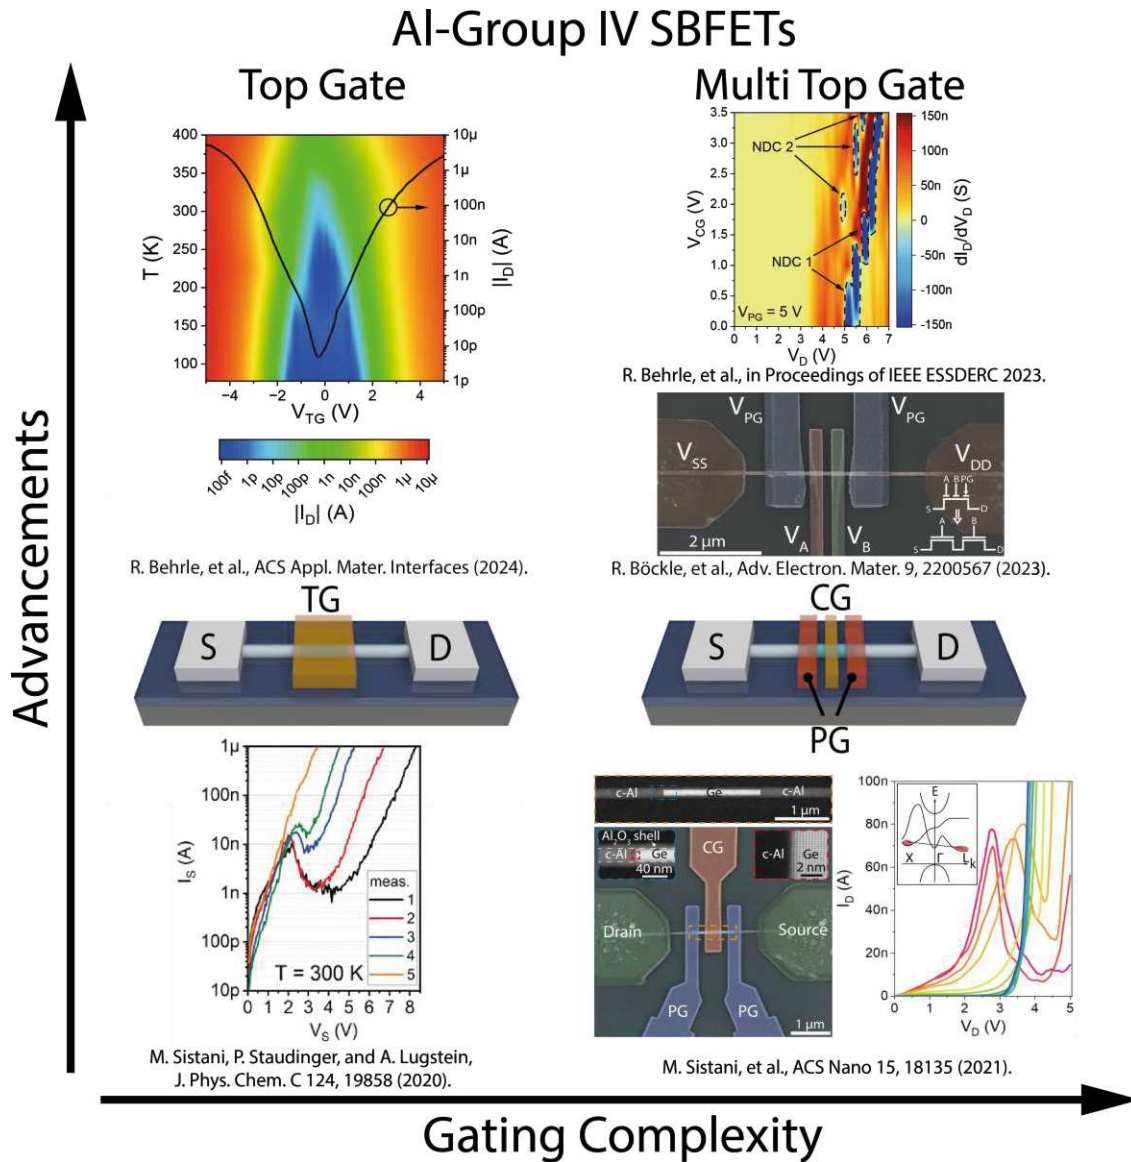 Al-Group IV SBFETs
Top Gate
Multi Top Gate
400
350
300
250
200
150
100
T (K)
−4
−2
0
2
4
V_TG (V)
10µ
1µ
100n
10n
1n
100p
10p
1p
|I_D| (A)
100f
1p
10p
100p
1n
10n
100n
1µ
10µ
|I_D| (A)
R. Behrle, et al., ACS Appl. Mater. Interfaces (2024).
3.5
3.0
2.5
2.0
1.5
1.0
0.5
0.0
V_CG (V)
NDC 2
NDC 1
V_PG = 5 V
0 1 2 3 4 5 6 7
V_D (V)
150n
100n
50n
0
-50n
-100n
-150n
dI_D/dV_D (S)
R. Behrle, et al., in Proceedings of IEEE ESSDERC 2023.
V_PG
V_PG
V_SS
V_DD
A B PG
S D
A B
S D
2 µm
V_A
V_B
R. Böckle, et al., Adv. Electron. Mater. 9, 2200567 (2023).
TG
S
D
CG
S
D
PG
1µ
100n
10n
1n
100p
10p
I_S (A)
meas.
1
2
3
4
5
T = 300 K
0 1 2 3 4 5 6 7 8
V_S (V)
M. Sistani, P. Staudinger, and A. Lugstein,
J. Phys. Chem. C 124, 19858 (2020).
c-Al
Ge
c-Al
1 µm
Al₂O₃ shell
c-Al
Ge
40 nm
CG
c-Al
Ge
2 nm
Drain
Source
PG
PG
1 µm
100n
80n
60n
40n
20n
0
I_D (A)
E
X
Γ
L
k
0 1 2 3 4 5
V_D (V)
M. Sistani, et al., ACS Nano 15, 18135 (2021).
Advancements
Gating Complexity